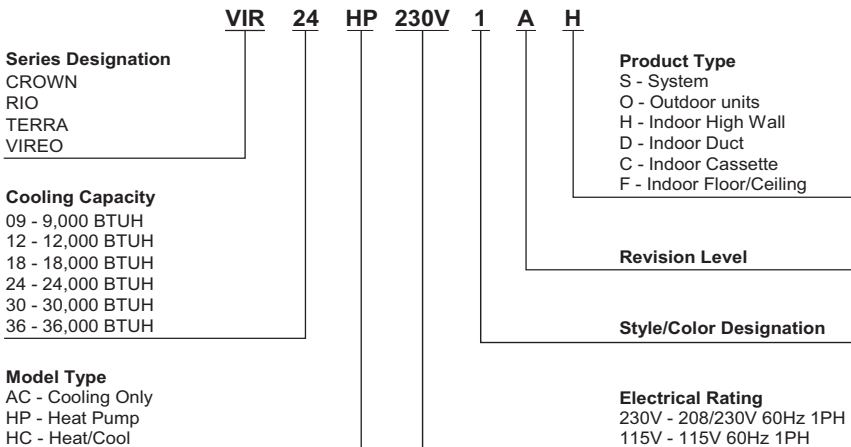 VIR 24 HP 230V 1 A H
Series Designation
CROWN
RIO
TERRA
VIREO
Cooling Capacity
09 - 9,000 BTUH
12 - 12,000 BTUH
18 - 18,000 BTUH
24 - 24,000 BTUH
30 - 30,000 BTUH
36 - 36,000 BTUH
Model Type
AC - Cooling Only
HP - Heat Pump
HC - Heat/Cool
Product Type
S - System
O - Outdoor units
H - Indoor High Wall
D - Indoor Duct
C - Indoor Cassette
F - Indoor Floor/Ceiling
Revision Level
Style/Color Designation
Electrical Rating
230V - 208/230V 60Hz 1PH
115V - 115V 60Hz 1PH